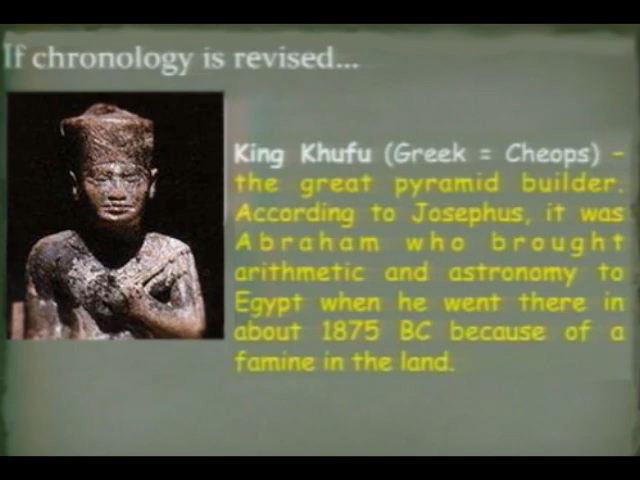 If chronology is revised...
King Khufu (Greek = Cheops) –
the great pyramid builder.
According to Josephus, it was
Abraham who brought
arithmetic and astronomy to
Egypt when he went there in
about 1875 BC because of a
famine in the land.